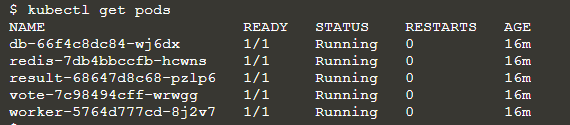 $ kubectl get pods
NAME READY STATUS RESTARTS AGE
db-66f4c8dc84-wj6dx 1/1 Running 0 16m
redis-7db4bbccfb-hcwns 1/1 Running 0 16m
result-68647d8c68-pzlp6 1/1 Running 0 16m
vote-7c98494cff-wrwgg 1/1 Running 0 16m
worker-5764d777cd-8j2v7 1/1 Running 0 16m